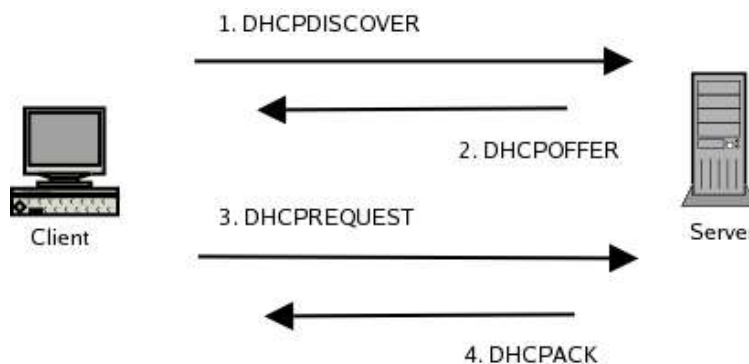 1. DHCPDISCOVER
2. DHCPOFFER
Client
3. DHCPREQUEST
Server
4. DHCPACK